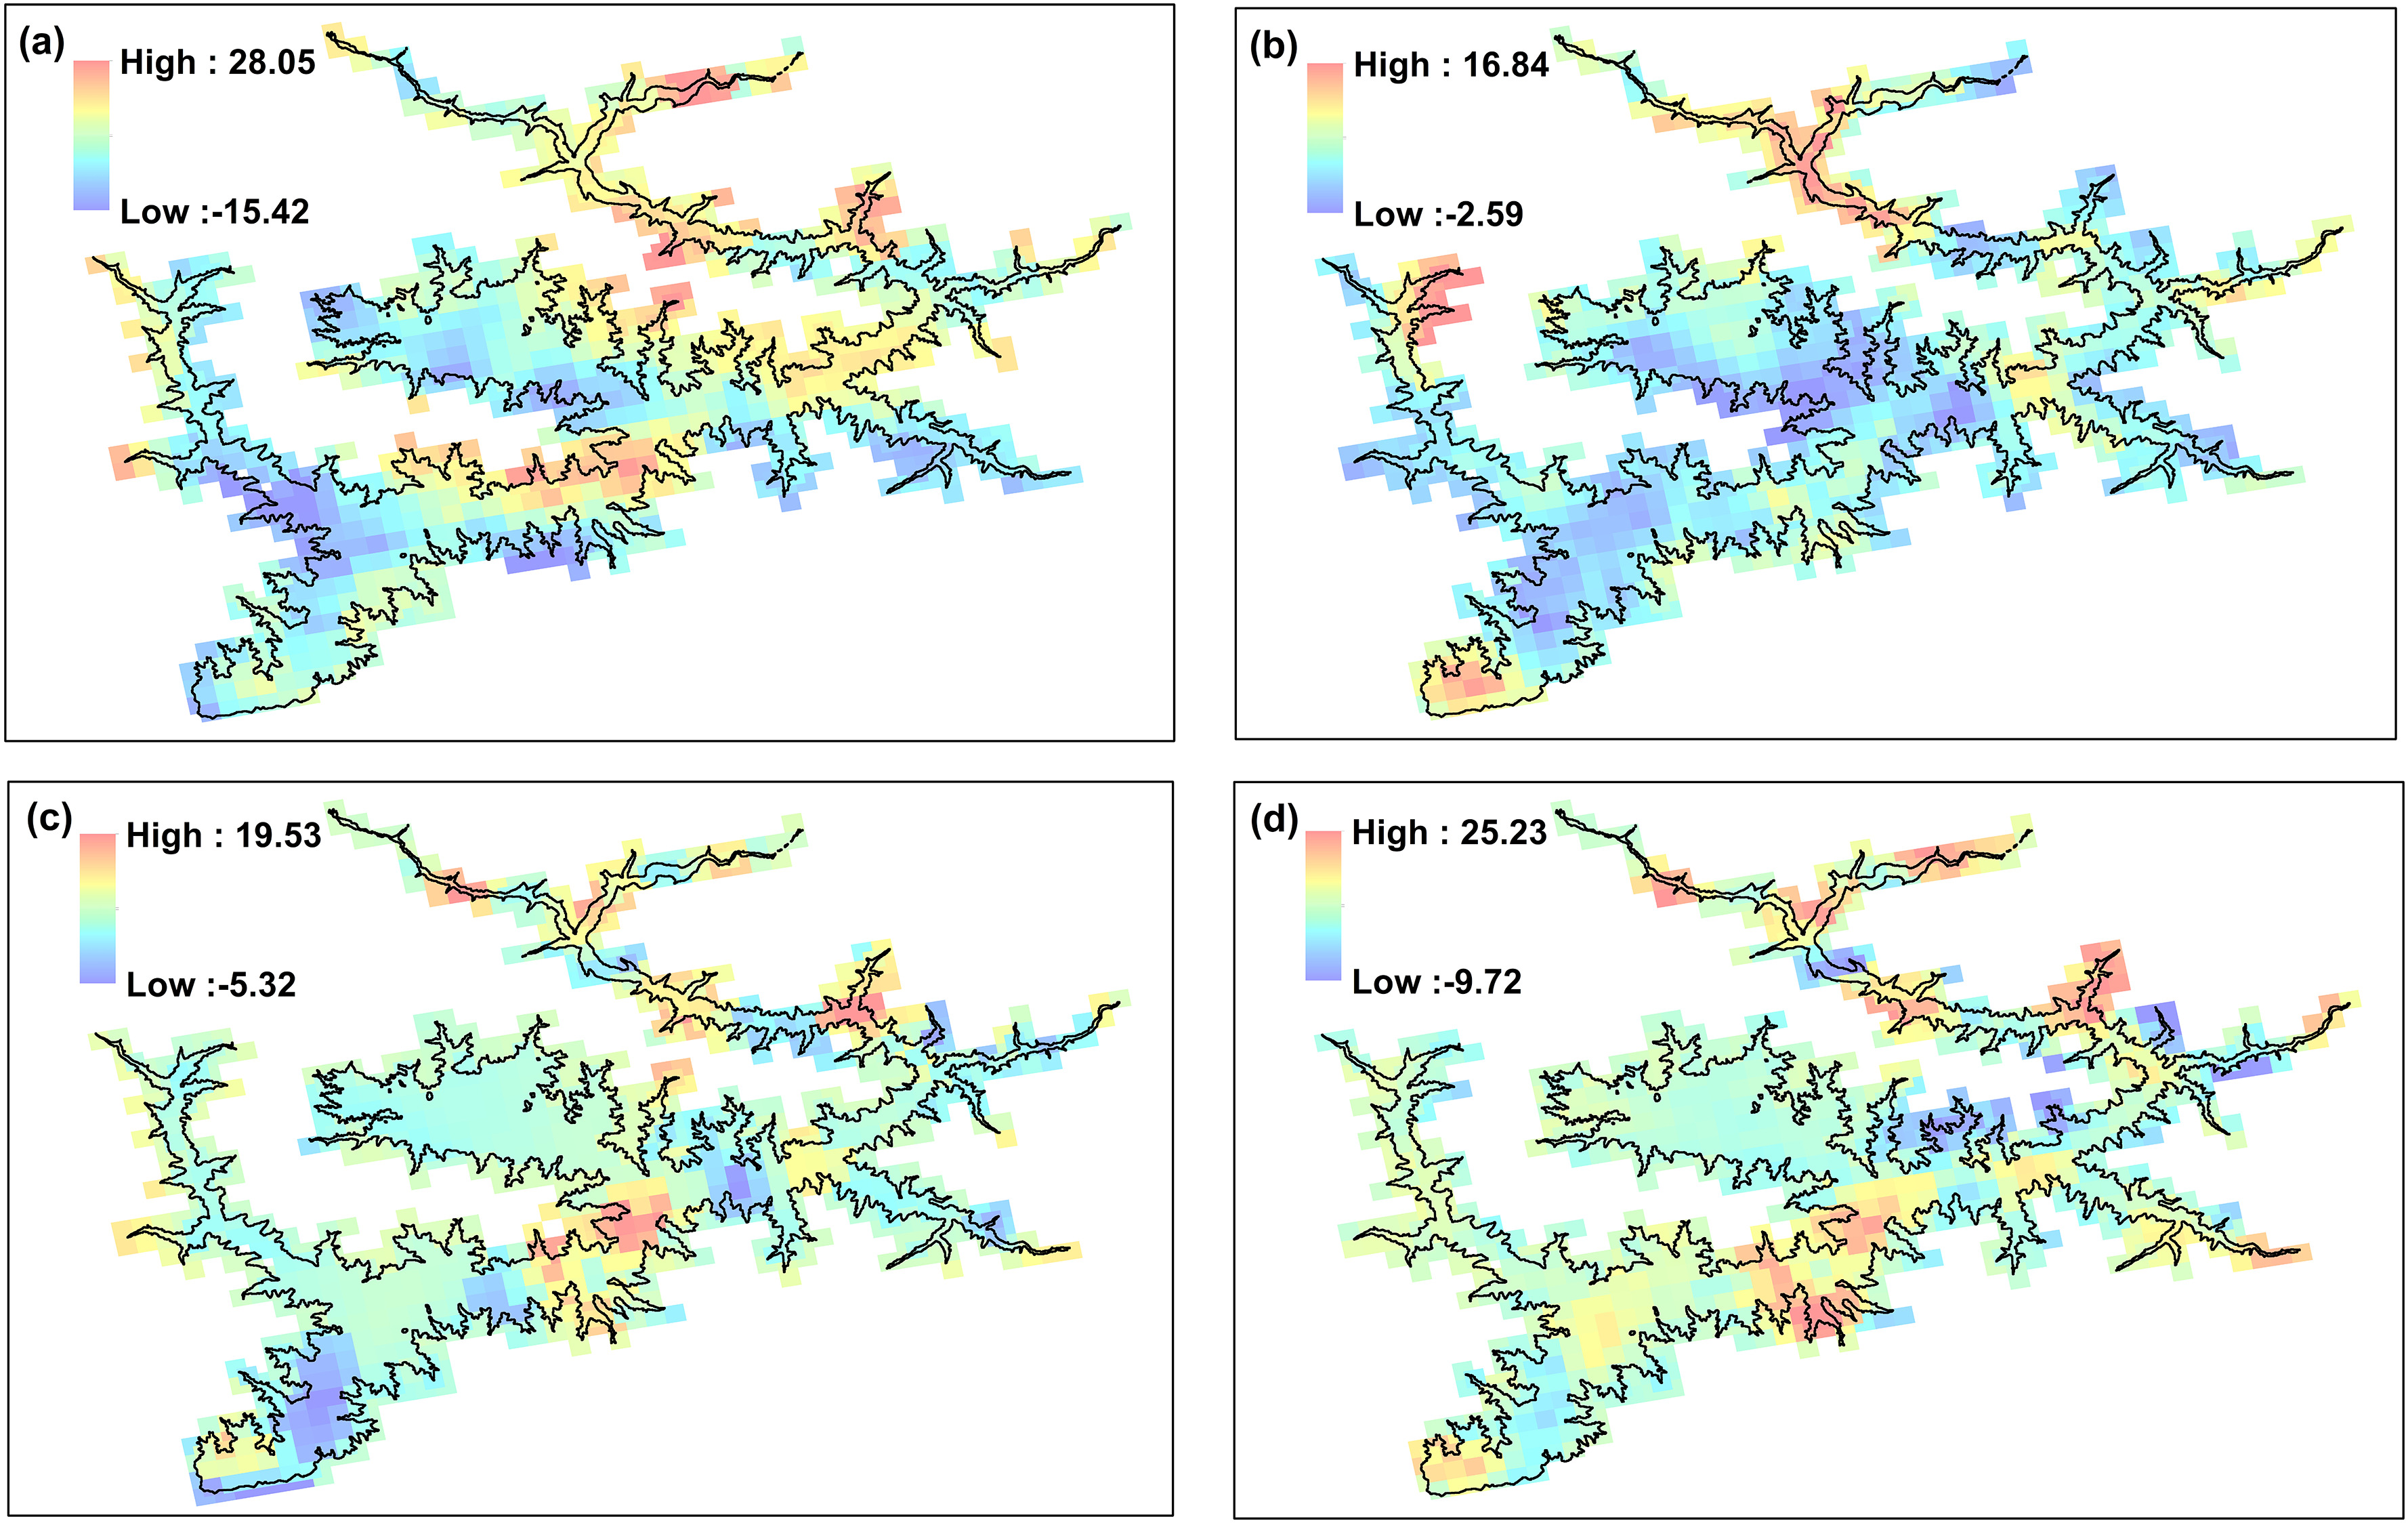 (a)
High : 28.05
Low :-15.42
(b)
High : 16.84
Low :-2.59
(c)
High : 19.53
Low :-5.32
(d)
High : 25.23
Low :-9.72